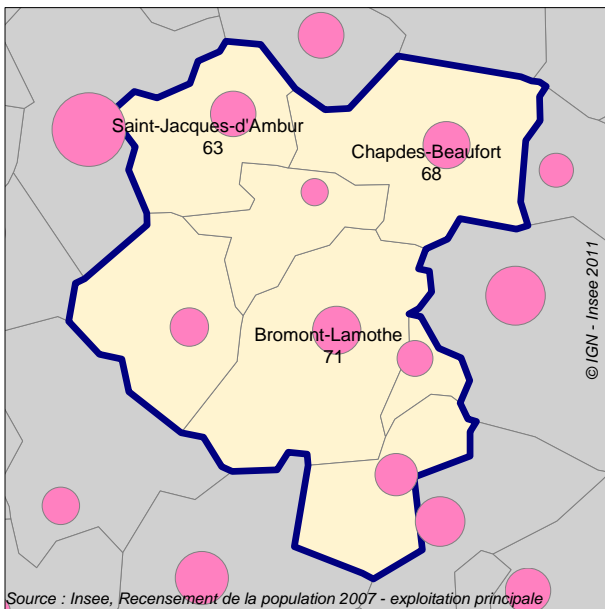 Saint-Jacques-d'Ambur
63
Chapdes-Beaufort
68
Bromont-Lamothe
71
© IGN - Insee 2011
Source : Insee, Recensement de la population 2007 - exploitation principale